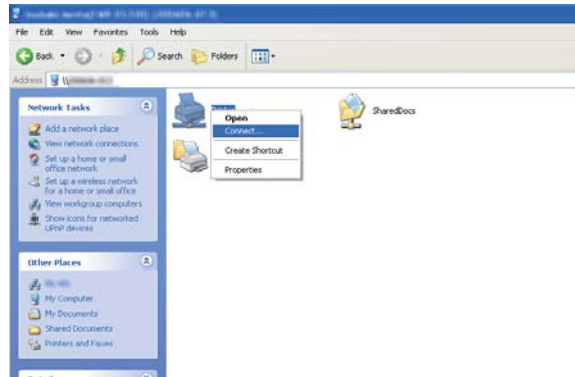 File Edit View Favorites Tools Help
Back Search Folders
Address \\
Network Tasks
Add a network place
View network connections
Set up a home or small
office network
Set up a wireless network
for a home or small office
View workgroup computers
Show icons for networked
UPnP devices
Other Places
My Computer
My Documents
Shared Documents
Printers and Faxes
Open
Connect...
Create Shortcut
Properties
SharedDocs